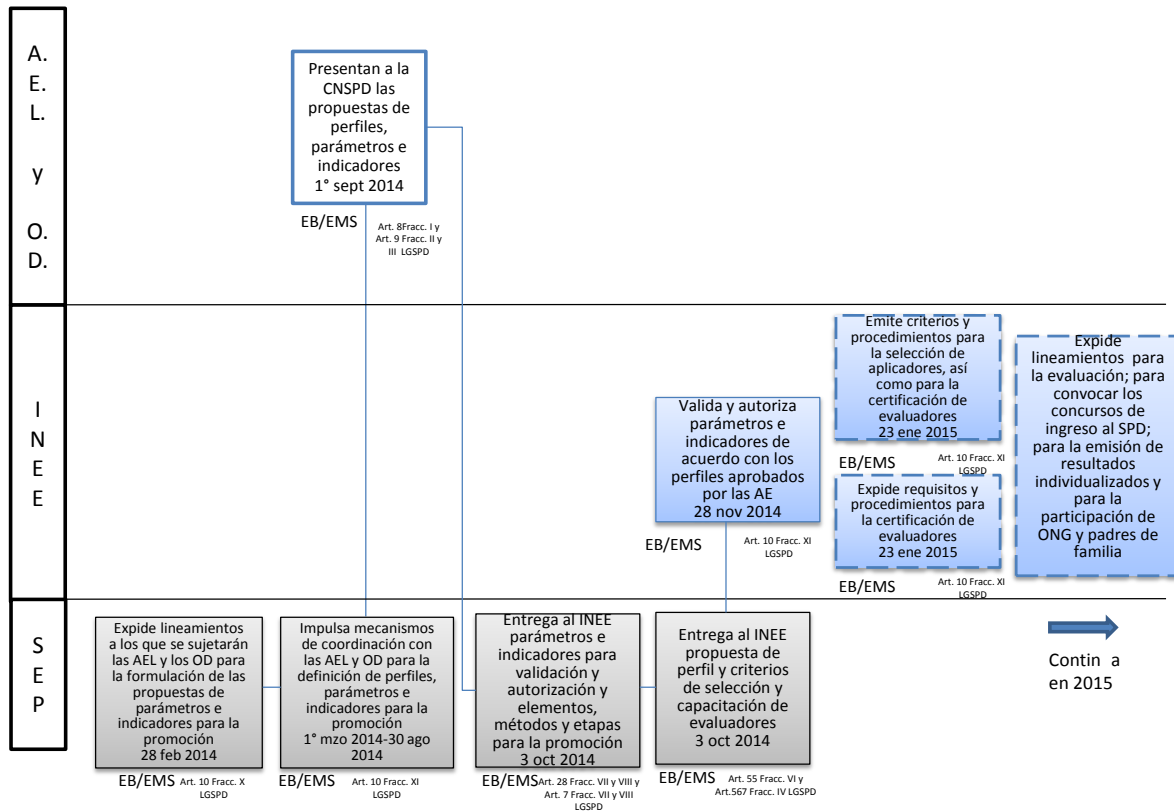 A.
E.
L.
y
O.
D.
Presentan a la
CNSPD las
propuestas de
perfiles,
parámetros e
indicadores
1° sept 2014
EB/EMS
Art. 8Fracc. I y
Art. 9 Fracc. II y
III LGSPD
I
N
E
E
Valida y autoriza
parámetros e
indicadores de
acuerdo con los
perfiles aprobados
por las AE
28 nov 2014
EB/EMS
Art. 10 Fracc. XI
LGSPD
Emite criterios y
procedimientos para
la selección de
aplicadores, así
como para la
certificación de
evaluadores
23 ene 2015
EB/EMS
Art. 10 Fracc. XI
LGSPD
Expide requisitos y
procedimientos para
la certificación de
evaluadores
23 ene 2015
EB/EMS
Art. 10 Fracc. XI
LGSPD
Expide
lineamientos para
la evaluación; para
convocar los
concursos de
ingreso al SPD;
para la emisión de
resultados
individualizados y
para la
participación de
ONG y padres de
familia
S
E
P
Expide lineamientos
a los que se sujetarán
las AEL y los OD para
la formulación de las
propuestas de
parámetros e
indicadores para la
promoción
28 feb 2014
EB/EMS
Art. 10 Fracc. X
LGSPD
Impulsa mecanismos
de coordinación con
las AEL y OD para la
definición de perfiles,
parámetros e
indicadores para la
promoción
1° mzo 2014-30 ago
2014
EB/EMS
Art. 10 Fracc. XI
LGSPD
Entrega al INEE
parámetros e
indicadores para
validación y
autorización y
elementos,
métodos y etapas
para la promoción
3 oct 2014
EB/EMS
Art. 28 Fracc. VII y VIII y
Art. 7 Fracc. VII y VIII
LGSPD
Entrega al INEE
propuesta de
perfil y criterios
de selección y
capacitación de
evaluadores
3 oct 2014
EB/EMS
Art. 55 Fracc. VI y
Art.567 Fracc. IV LGSPD
Contin a
en 2015